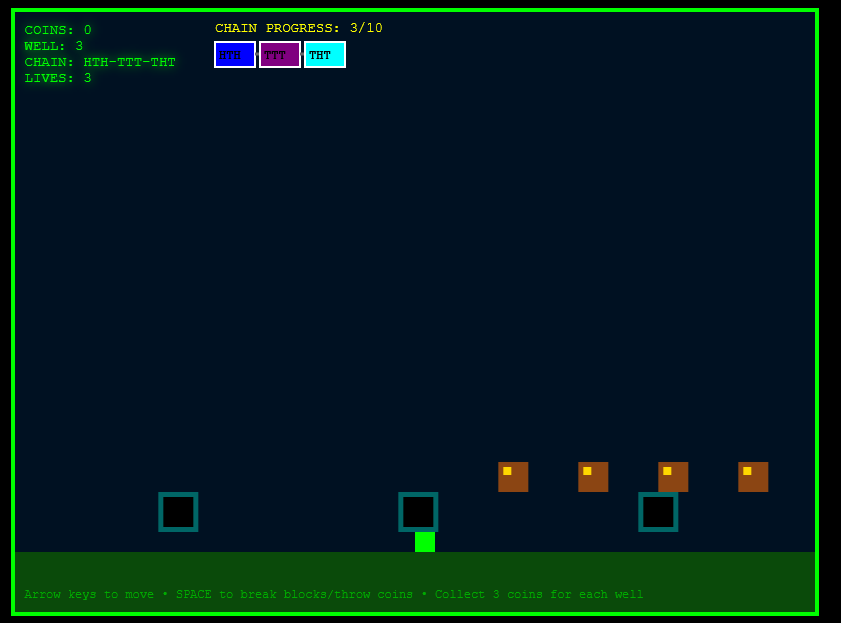 COINS: 0
WELL: 3
CHAIN: HTH-TTT-THT
LIVES: 3
CHAIN PROGRESS: 3/10
HTH TTT THT
Arrow keys to move • SPACE to break blocks/throw coins • Collect 3 coins for each well